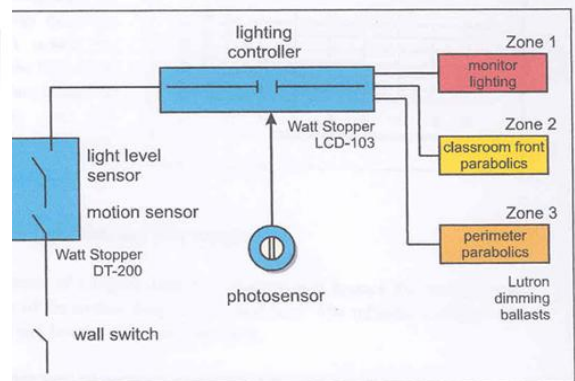 lighting
controller
Zone 1
monitor
lighting
Watt Stopper
LCD-103
Zone 2
classroom front
parabolics
light level
sensor
motion sensor
Watt Stopper
DT-200
Zone 3
perimeter
parabolics
photosensor
Lutron
dimming
ballasts
wall switch